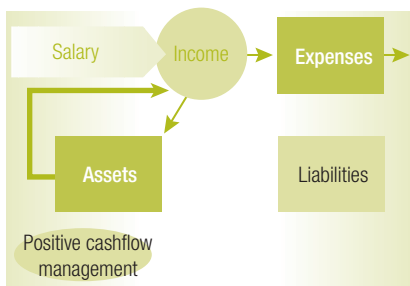 Salary
Income
Expenses
Assets
Liabilities
Positive cashflow
management